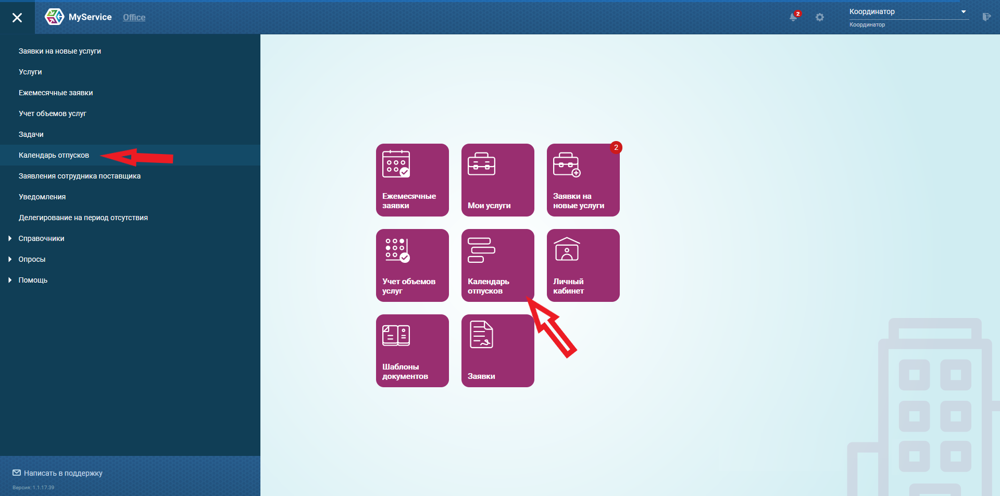 MyService Office
2
Координатор
Координатор
Заявки на новые услуги
Услуги
Ежемесячные заявки
Учет объемов услуг
Задачи
Календарь отпусков
Заявления сотрудника поставщика
Уведомления
Делегирование на период отсутствия
Справочники
Опросы
Помощь
Написать в поддержку
Версия: 1.1.17.39
Ежемесячные
заявки
Мои услуги
2
Заявки на
новые услуги
Учет объемов
услуг
Календарь
отпусков
Личный
кабинет
Шаблоны
документов
Заявки